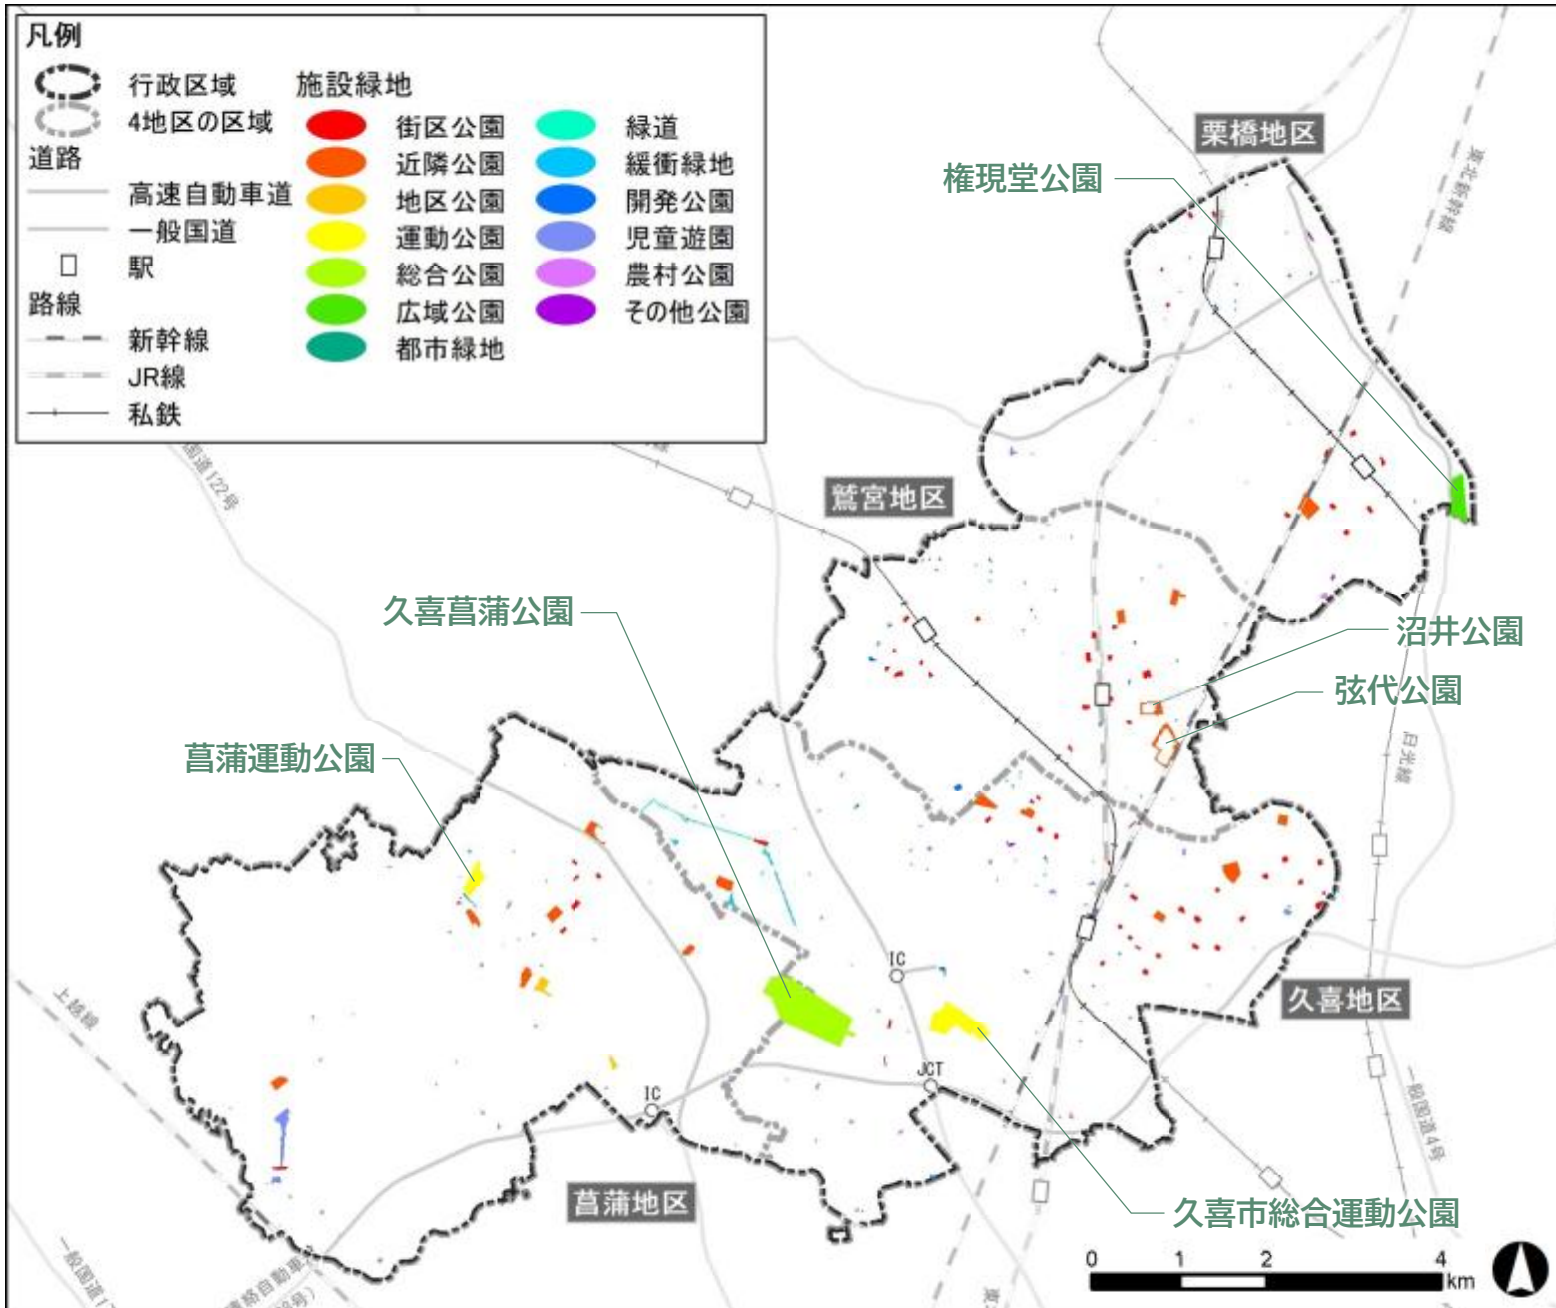 凡例
行政区域
4地区の区域
道路
高速自動車道
一般国道
駅
路線
新幹線
JR線
私鉄
施設緑地
街区公園
近隣公園
地区公園
運動公園
総合公園
広域公園
都市緑地
緑道
緩衝緑地
開発公園
児童遊園
農村公園
その他公園
栗橋地区
権現堂公園
東北新幹線
国道122号
鷲宮地区
久喜菖蒲公園
沼井公園
弦代公園
日光線
菖蒲運動公園
IC
上越線
久喜地区
JCT
IC
一般国道4号
菖蒲地区
久喜市総合運動公園
0 1 2 4
km